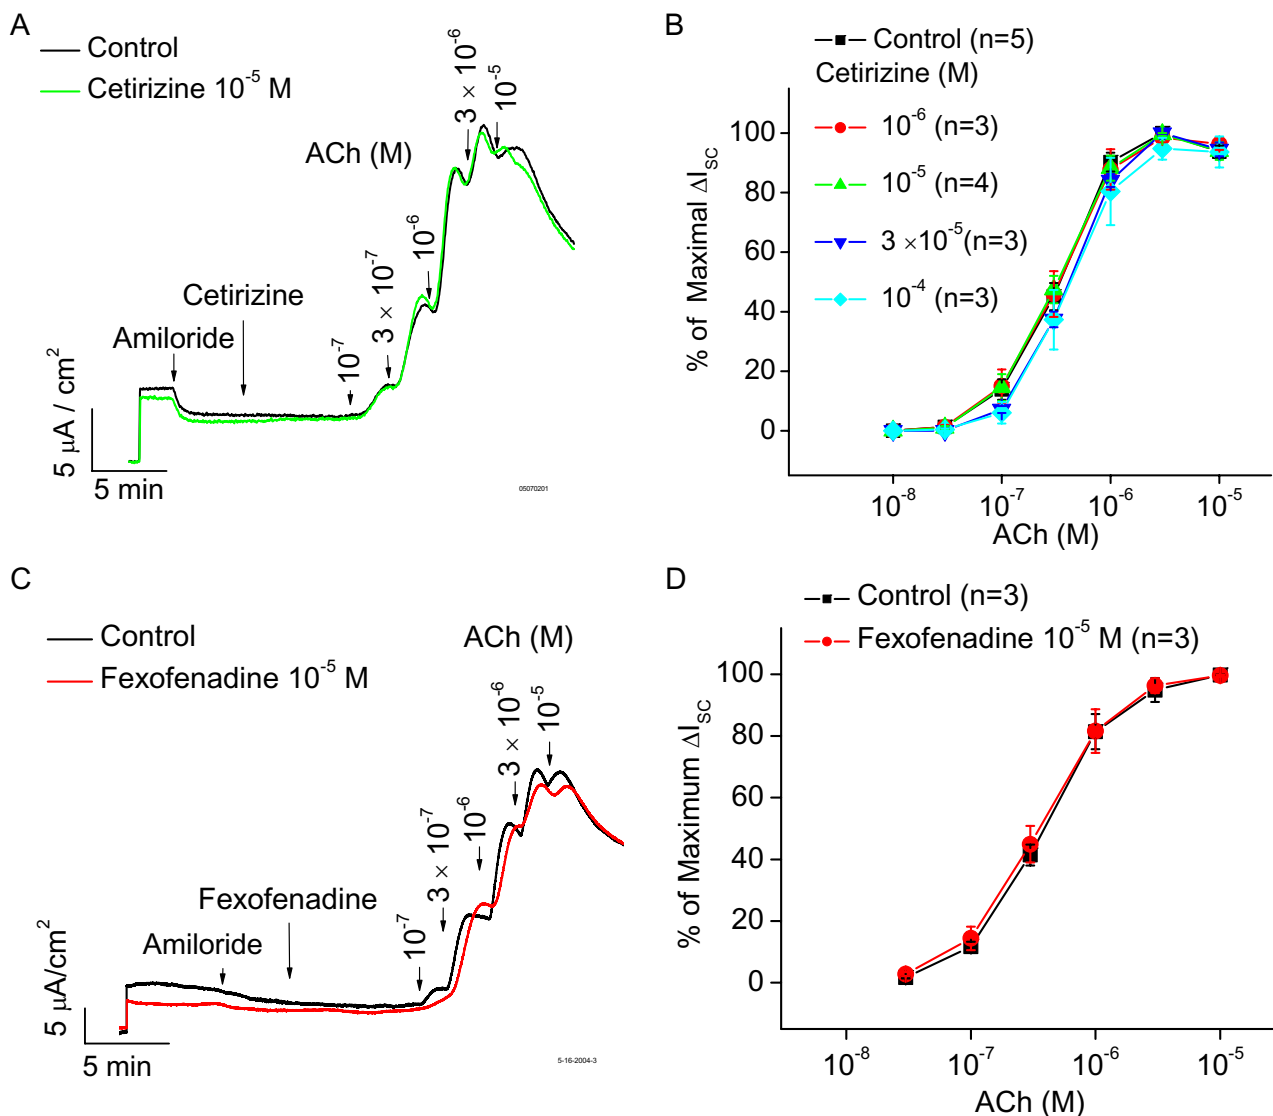 A
Control
Cetirizine 10⁻⁵ M
ACh (M)
3 × 10⁻⁶
10⁻⁵
10⁻⁶
3 × 10⁻⁷
10⁻⁷
Cetirizine
Amiloride
5 μA / cm²
5 min
05070201
B
Control (n=5)
Cetirizine (M)
10⁻⁶ (n=3)
10⁻⁵ (n=4)
3 ×10⁻⁵(n=3)
10⁻⁴ (n=3)
% of Maximal ΔI_SC
100
80
60
40
20
0
10⁻⁸
10⁻⁷
10⁻⁶
10⁻⁵
ACh (M)
C
Control
Fexofenadine 10⁻⁵ M
ACh (M)
3 × 10⁻⁶
10⁻⁵
10⁻⁶
3 × 10⁻⁷
10⁻⁷
Fexofenadine
Amiloride
5 μA/cm²
5 min
5-16-2004-3
D
Control (n=3)
Fexofenadine 10⁻⁵ M (n=3)
% of Maximum ΔI_SC
100
80
60
40
20
0
10⁻⁸
10⁻⁷
10⁻⁶
10⁻⁵
ACh (M)